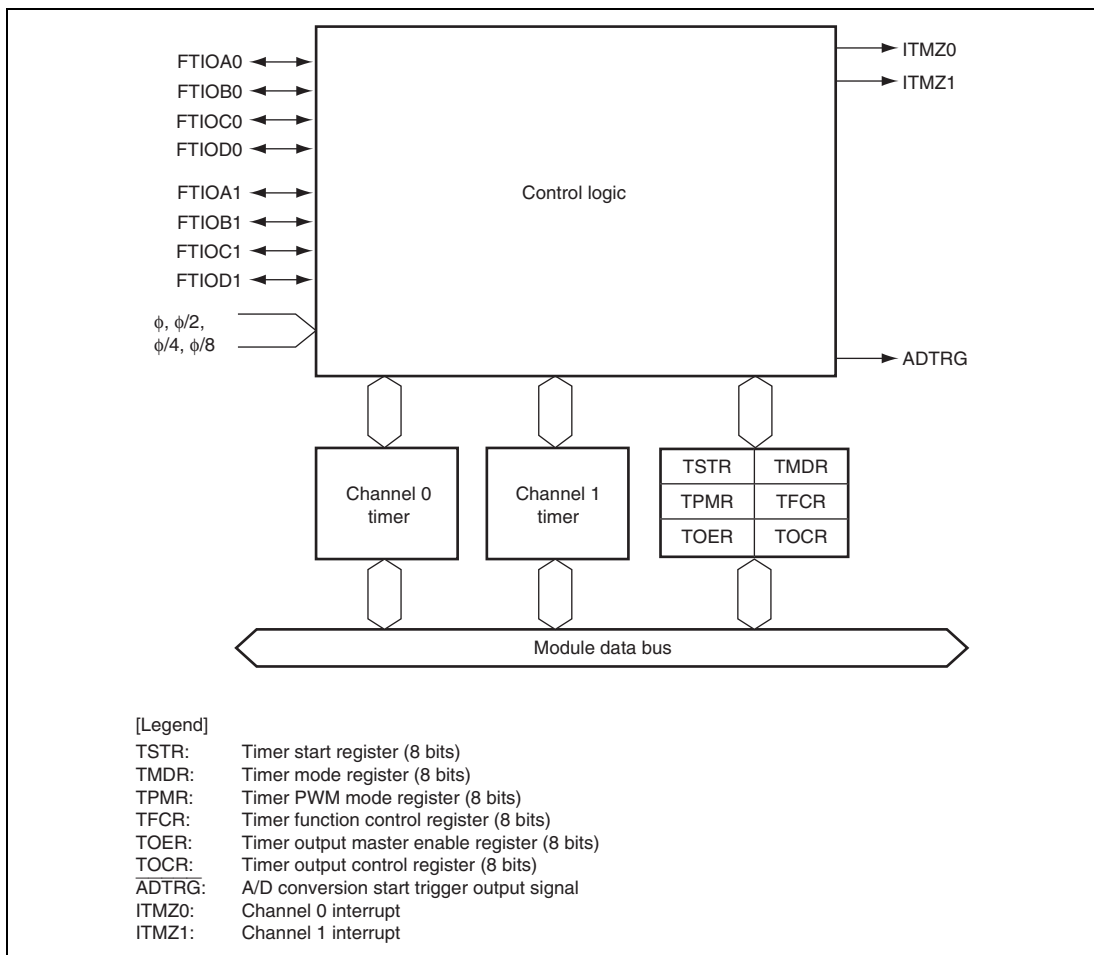 FTIOA0
FTIOB0
FTIOC0
FTIOD0
FTIOA1
FTIOB1
FTIOC1
FTIOD1
ϕ, ϕ/2,
ϕ/4, ϕ/8
Control logic
ITMZ0
ITMZ1
ADTRG
Channel 0
timer
Channel 1
timer
TSTR TMDR
TPMR TFCR
TOER TOCR
Module data bus
[Legend]
TSTR: Timer start register (8 bits)
TMDR: Timer mode register (8 bits)
TPMR: Timer PWM mode register (8 bits)
TFCR: Timer function control register (8 bits)
TOER: Timer output master enable register (8 bits)
TOCR: Timer output control register (8 bits)
ADTRG: A/D conversion start trigger output signal
ITMZ0: Channel 0 interrupt
ITMZ1: Channel 1 interrupt